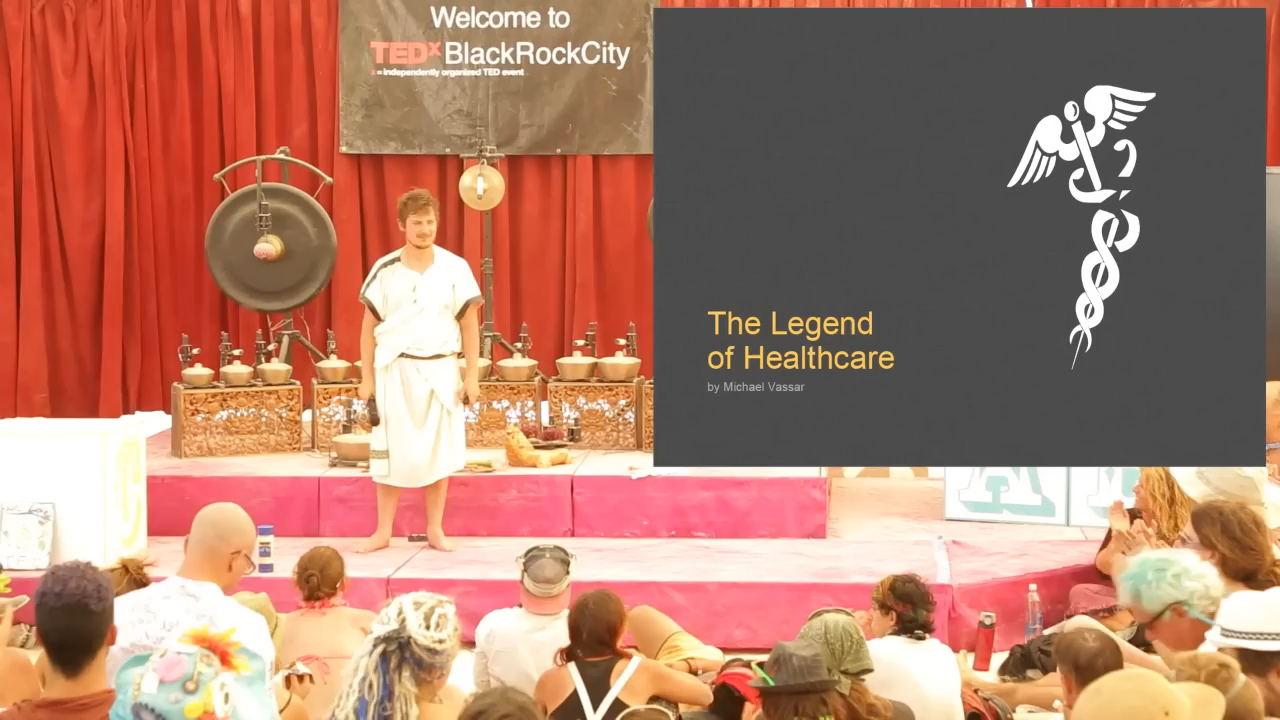 Welcome to
TEDx BlackRockCity
x = independently organized TED event
The Legend
of Healthcare
by Michael Vassar